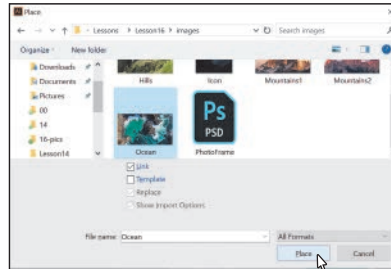 Place
« Lessons > Lesson16 > images
Search images
Organize
New folder
Downloads
Documents
Pictures
00
14
16-pics
Lesson14
Hills
Icon
Mountains1
Mountains2
Ps
PSD
Ocean
PhotoFrame
Link
Template
Replace
Show Import Options
File name: Ocean
All Formats
Place
Cancel